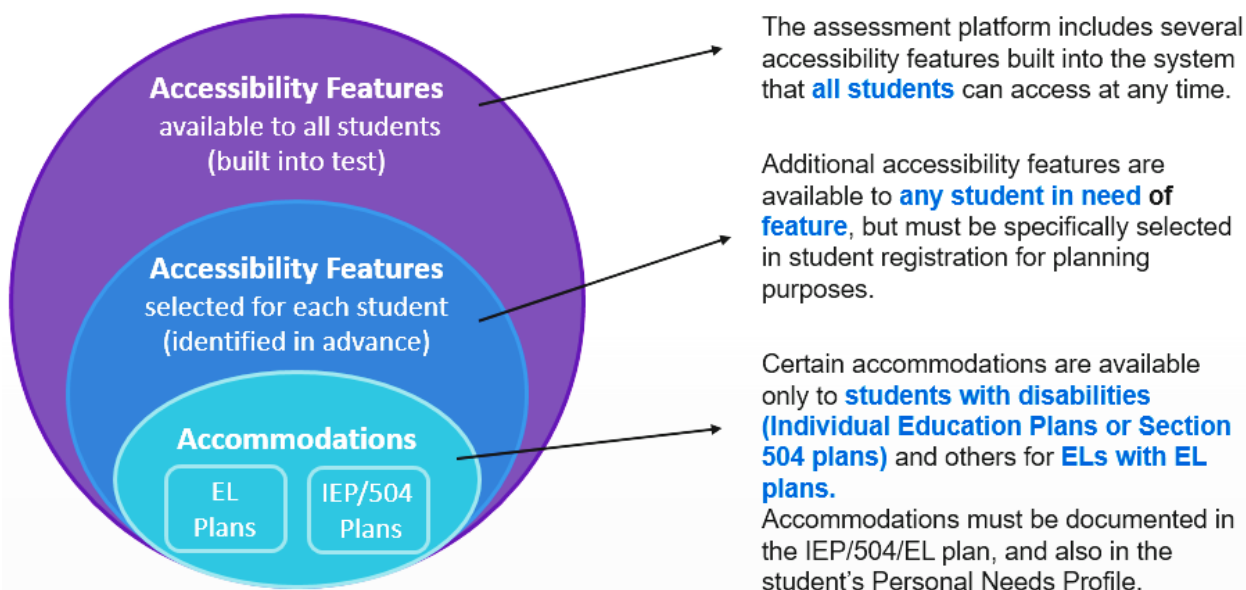 Accessibility Features
available to all students
(built into test)
Accessibility Features
selected for each student
(identified in advance)
Accommodations
EL
Plans
IEP/504
Plans
The assessment platform includes several
accessibility features built into the system
that all students can access at any time.
Additional accessibility features are
available to any student in need of
feature, but must be specifically selected
in student registration for planning
purposes.
Certain accommodations are available
only to students with disabilities
(Individual Education Plans or Section
504 plans) and others for ELs with EL
plans.
Accommodations must be documented in
the IEP/504/EL plan, and also in the
student's Personal Needs Profile.